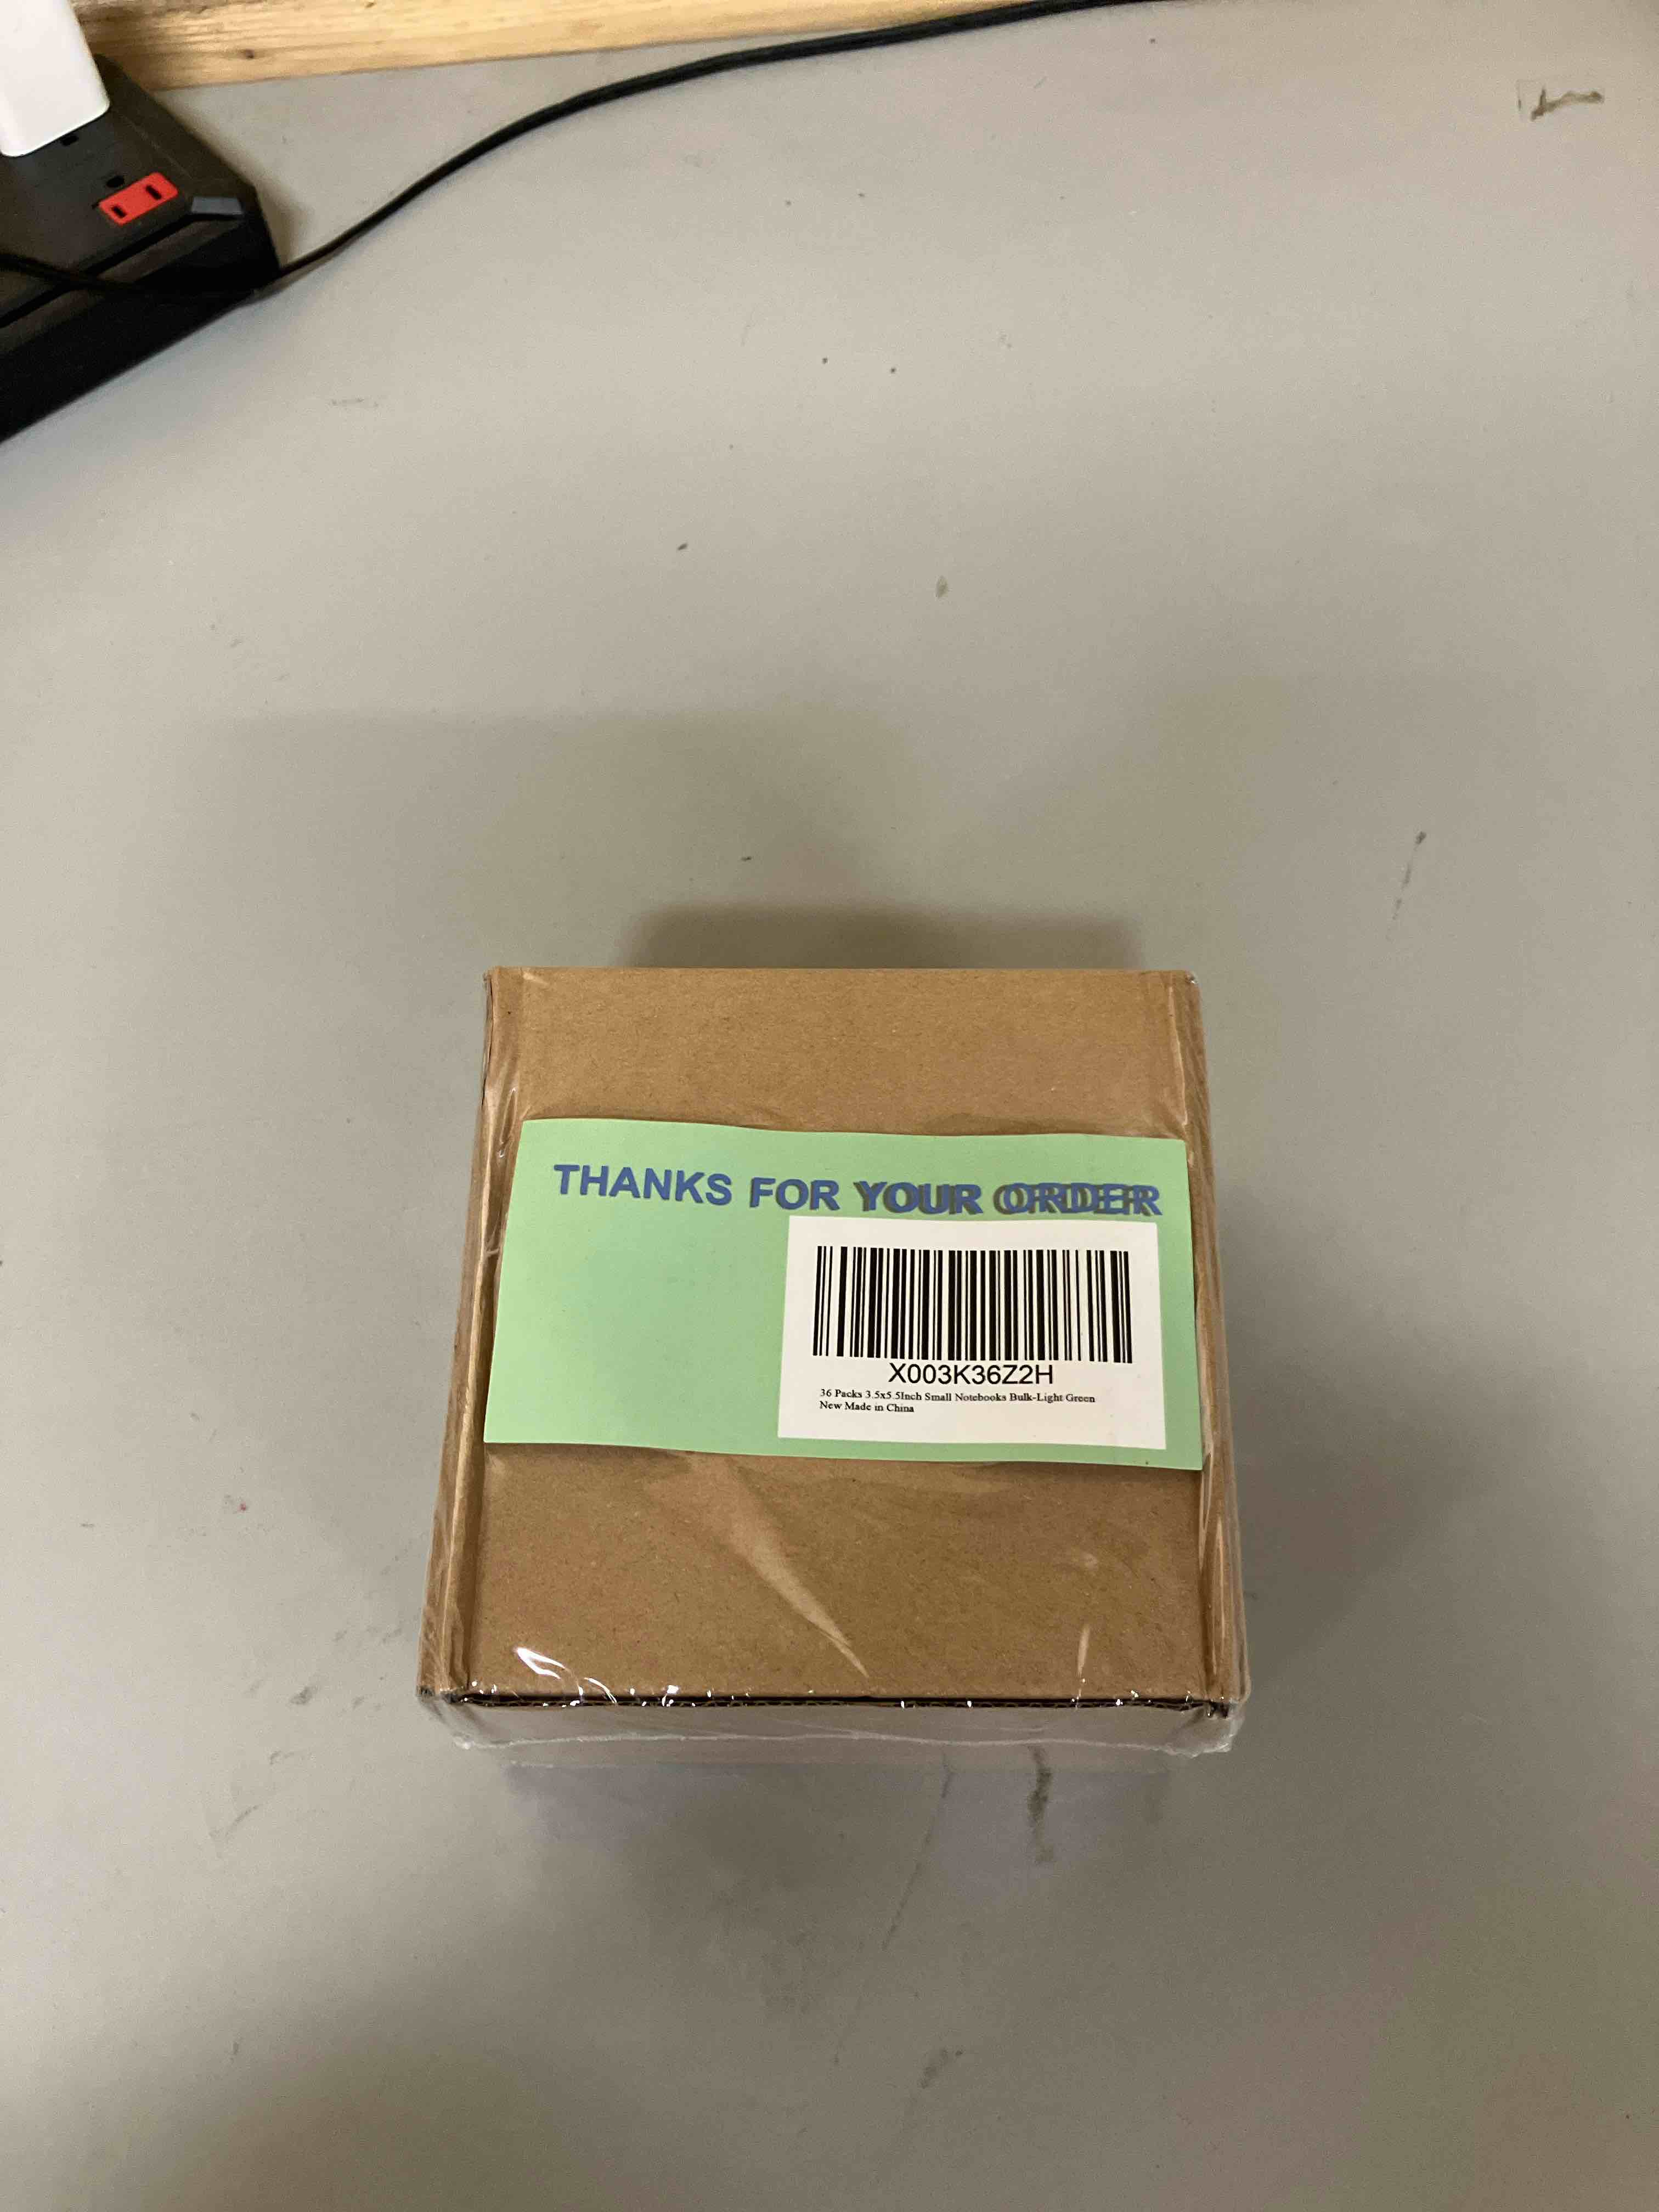 THANKS FOR YOUR ORDER
X003K36Z2H
36 Packs 3.5x5.5Inch Small Notebooks Bulk-Light Green
New Made in China